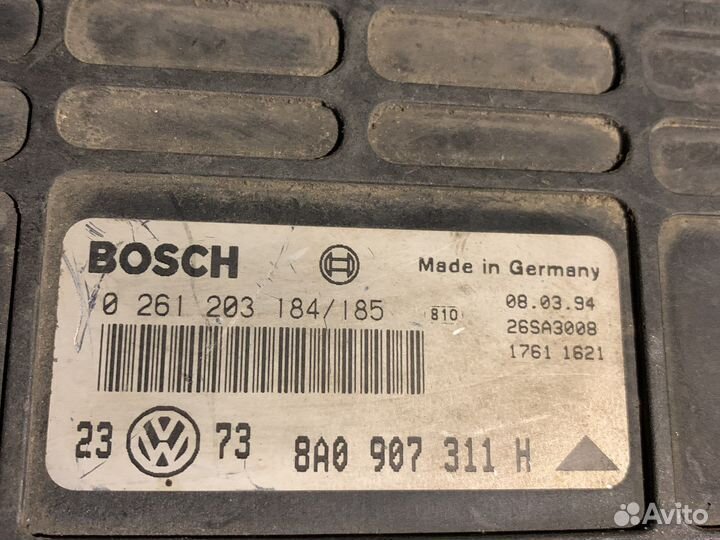 BOSCH
Made in Germany
0 261 203 184/185
810
08.03.94
26SA3008
1761 1621
23 VW 73
8A0 907 311 H
Avito